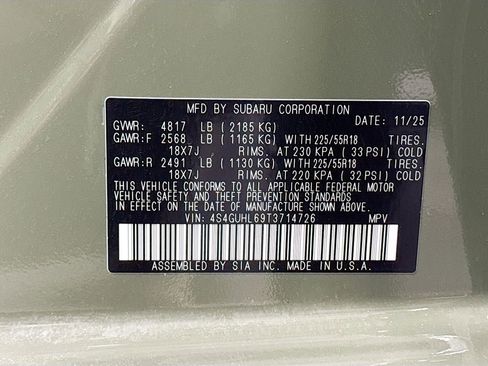 MFD BY SUBARU CORPORATION
DATE: 11/25
GVWR: 4817 LB (2185 KG)
GAWR:F 2568 LB (1165 KG) WITH 225/55R18 TIRES.
18X7J RIMS. AT 230 KPA (33 PSI) COLD
GAWR:R 2491 LB (1130 KG) WITH 225/55R18 TIRES.
18X7J RIMS. AT 220 KPA (32 PSI) COLD
THIS VEHICLE CONFORMS TO ALL APPLICABLE FEDERAL MOTOR
VEHICLE SAFETY AND THEFT PREVENTION STANDARDS
IN EFFECT ON THE DATE OF MANUFACTURE SHOWN ABOVE.
VIN: 4S4GUHL69T3714726 MPV
ASSEMBLED BY SIA INC. MADE IN U.S.A.